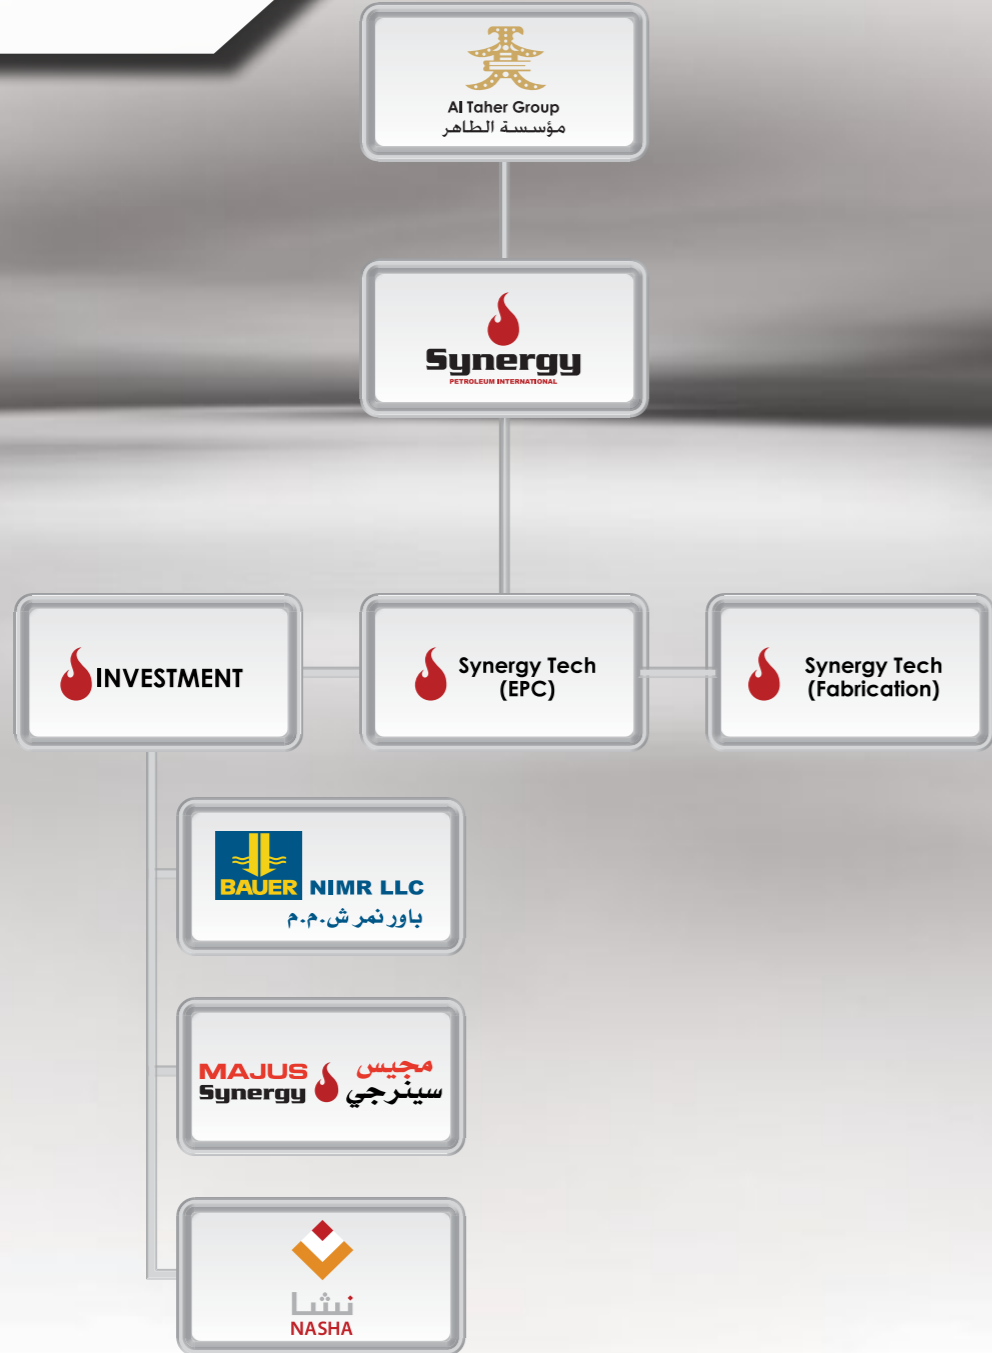 Al Taher Group
مؤسسة الطاهر
Synergy
PETROLEUM INTERNATIONAL
INVESTMENT
Synergy Tech
(EPC)
Synergy Tech
(Fabrication)
BAUER NIMR LLC
باور نمر ش.م.م
MAJUS مجيس
Synergy سينرجي
نشا
NASHA